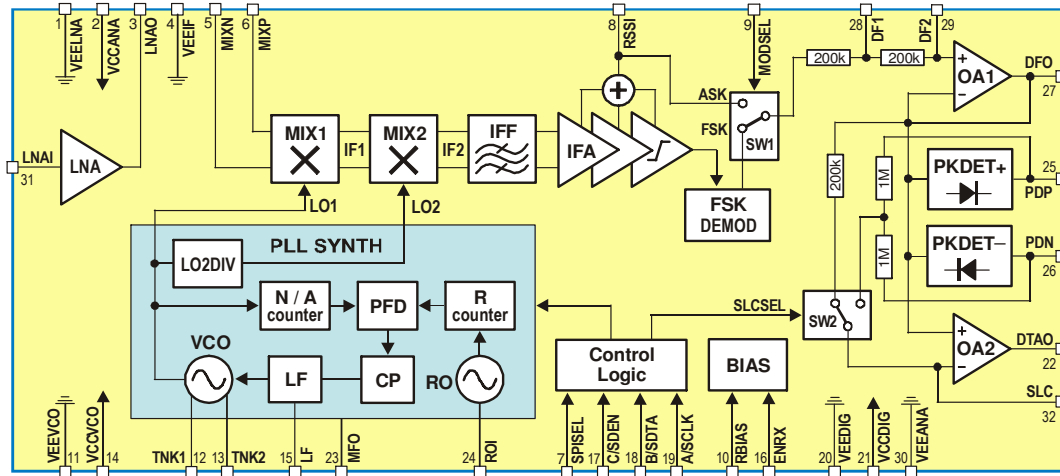 1 2 3 4 5 6 8 9 28 29
VEELNA VCCANA LNAO VEEIF MIXN MIXP RSSI MODSEL DF1 DF2
200k 200k
OA1
+
−
DFO
27
ASK
FSK
SW1
MIX1
MIX2
IFF
IFA
+
IF1
IF2
LNAI
31
LNA
LO1
LO2
FSK
DEMOD
200k
1M
PKDET+
25
PDP
1M
PKDET−
PDN
26
PLL SYNTH
LO2DIV
N / A
counter
PFD
R
counter
SLCSEL
SW2
+
−
OA2
DTAO
22
VCO
LF
CP
RO
Control
Logic
BIAS
SLC
32
VEEVCO VCCVCO TNK1 TNK2 LF MFO ROI SPISEL C/SDEN B/SDTA A/SCLK RBIAS ENRX VEEDIG VCCDIG VEEANA
11 14 12 13 15 23 24 7 17 18 19 10 16 20 21 30